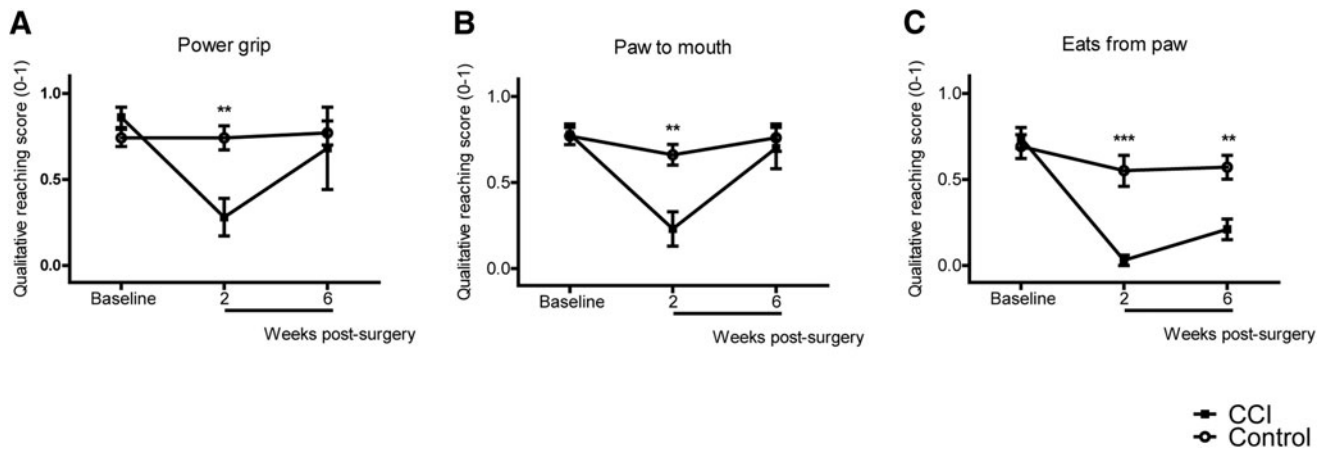 A
Power grip
Qualitative reaching score (0-1)
1.0
0.5
0.0
**
Baseline
2
6
Weeks post-surgery
B
Paw to mouth
Qualitative reaching score (0-1)
1.0
0.5
0.0
**
Baseline
2
6
Weeks post-surgery
C
Eats from paw
Qualitative reaching score (0-1)
1.0
0.5
0.0
***
**
Baseline
2
6
Weeks post-surgery
CCI
Control